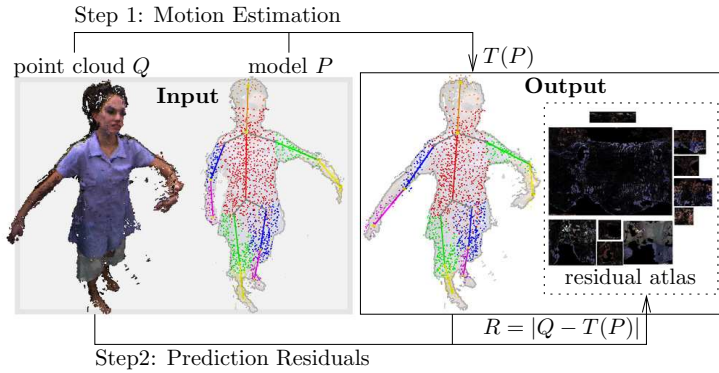 Step 1: Motion Estimation
point cloud Q
model P
T(P)
Input
Output
residual atlas
R = |Q − T(P)|
Step2: Prediction Residuals